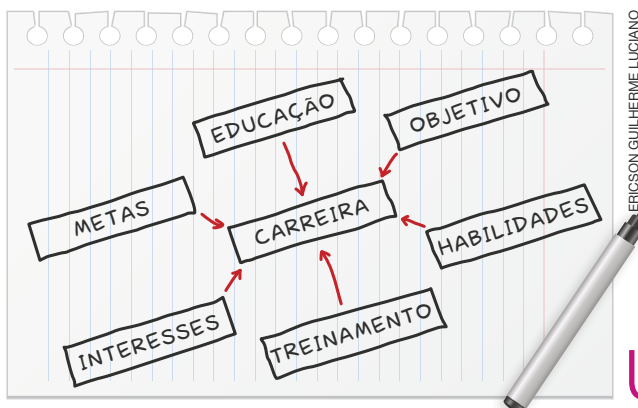 EDUCAÇÃO
OBJETIVO
METAS
CARREIRA
HABILIDADES
INTERESSES
TREINAMENTO
ERICSON GUILHERME LUCIANO